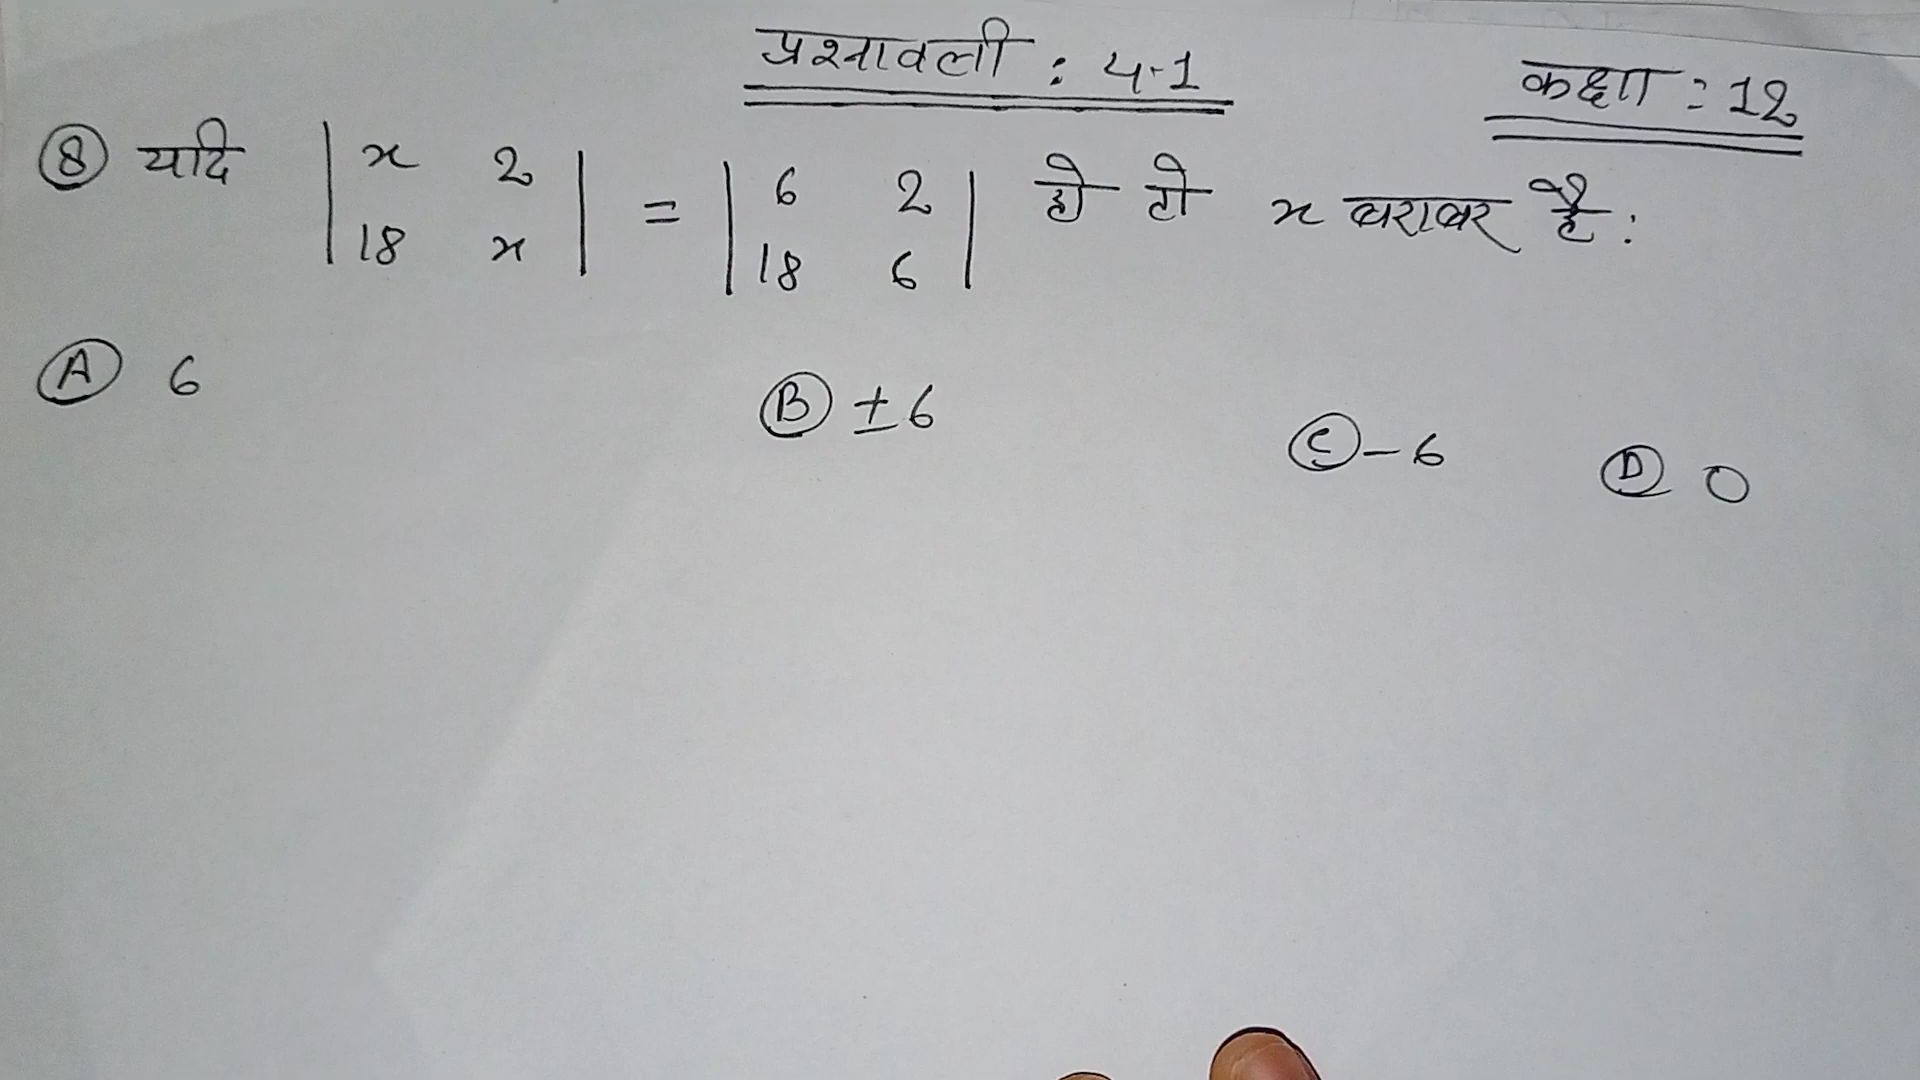 प्रश्नावली : 4.1
कक्षा : 12
⑧ यदि | x 2 | = | 6 2 | हो तो x बराबर है :
| 18 x | | 18 6 |
Ⓐ 6 Ⓑ ±6 Ⓒ -6 Ⓓ 0